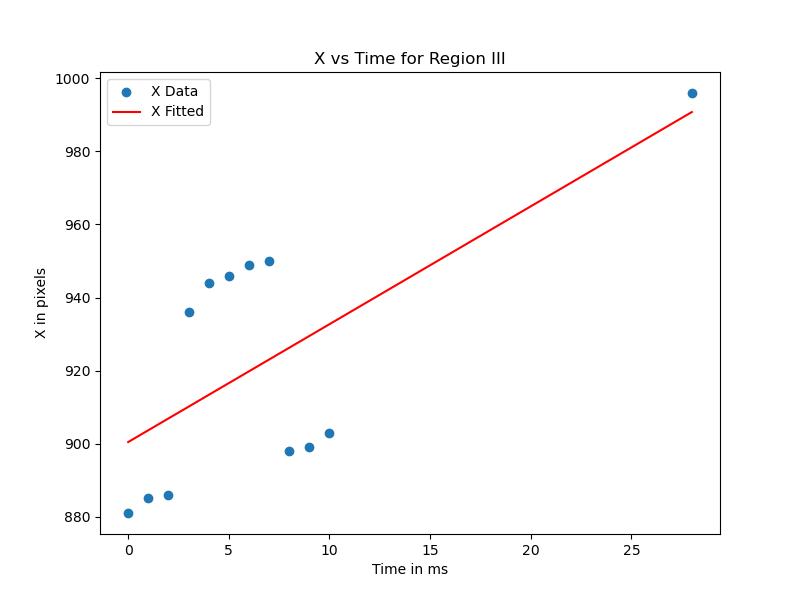 X vs Time for Region III
X Data
X Fitted
1000
980
960
940
920
900
880
X in pixels
0 5 10 15 20 25
Time in ms